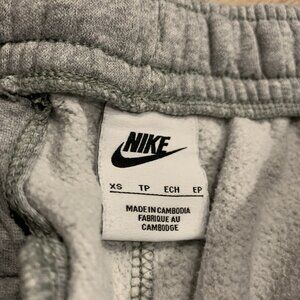 NIKE
XS TP ECH EP
MADE IN CAMBODIA
FABRIQUE AU
CAMBODGE